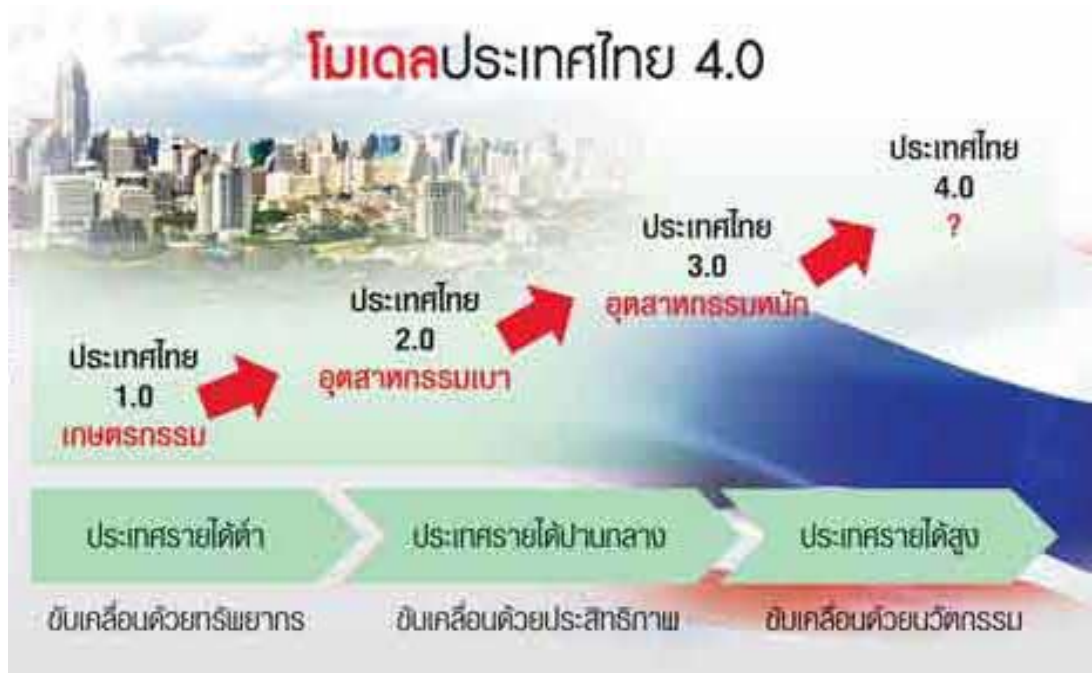 โมเดลประเทศไทย 4.0
ประเทศไทย
1.0
เกษตรกรรม
ประเทศไทย
2.0
อุตสาหกรรมเบา
ประเทศไทย
3.0
อุตสาหกรรมหนัก
ประเทศไทย
4.0
?
ประเทศรายได้ต่ำ
ประเทศรายได้ปานกลาง
ประเทศรายได้สูง
ขับเคลื่อนด้วยทรัพยากร
ขับเคลื่อนด้วยประสิทธิภาพ
ขับเคลื่อนด้วยนวัตกรรม